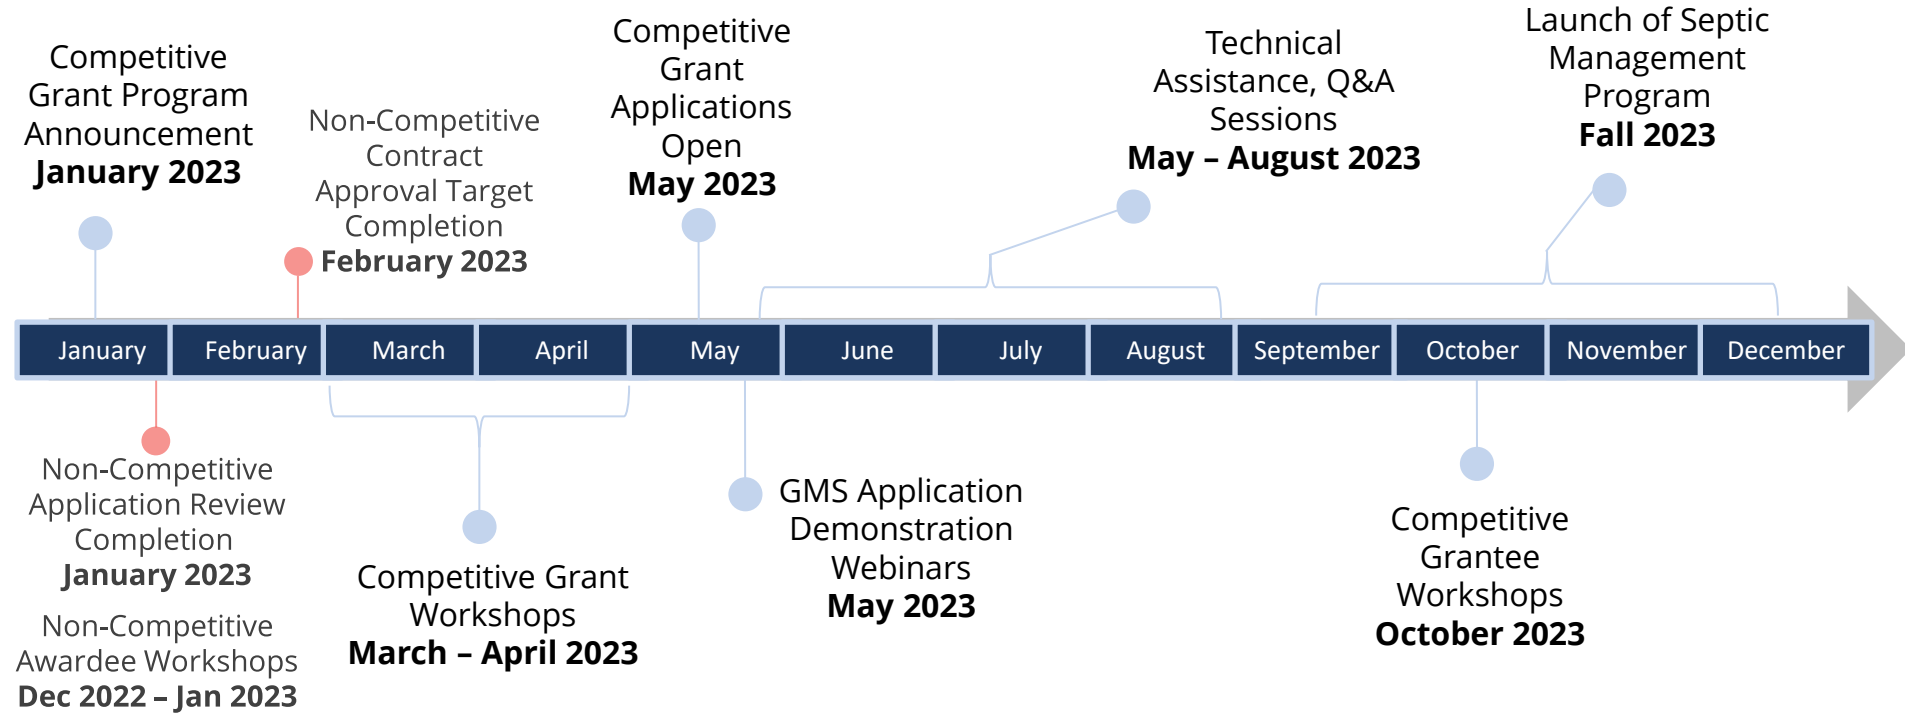 Competitive
Grant Program
Announcement
January 2023
Non-Competitive
Contract
Approval Target
Completion
February 2023
Competitive
Grant
Applications
Open
May 2023
Technical
Assistance, Q&A
Sessions
May – August 2023
Launch of Septic
Management
Program
Fall 2023
January
February
March
April
May
June
July
August
September
October
November
December
Non-Competitive
Application Review
Completion
January 2023
Non-Competitive
Awardee Workshops
Dec 2022 – Jan 2023
Competitive Grant
Workshops
March – April 2023
GMS Application
Demonstration
Webinars
May 2023
Competitive
Grantee
Workshops
October 2023